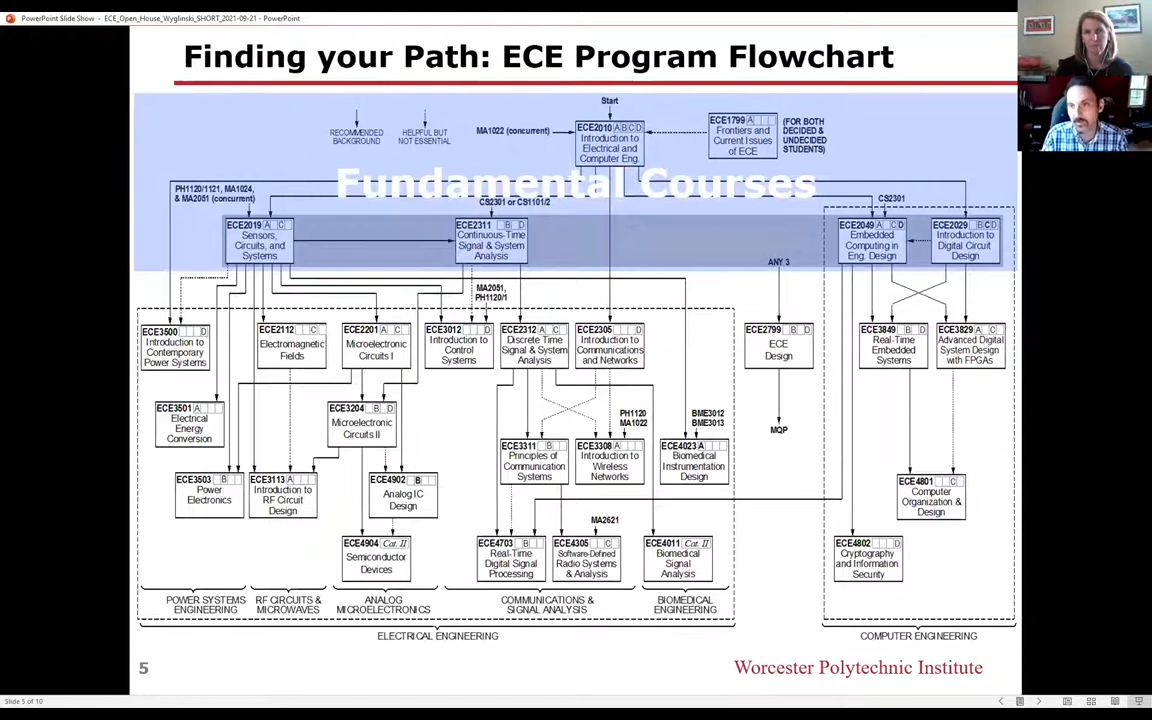 PowerPoint Slide Show - ECE_Open_House_Wyglinski_SHORT_2021-09-21 - PowerPoint
Finding your Path: ECE Program Flowchart
Start
RECOMMENDED
BACKGROUND
HELPFUL BUT
NOT ESSENTIAL
MA1022 (concurrent)
ECE2010 A B C D
Introduction to
Electrical and
Computer Eng.
ECE1799 A
Frontiers and
Current Issues
of ECE
(FOR BOTH
DECIDED &
UNDECIDED
STUDENTS)
Fundamental Courses
PH1120/1121, MA1024,
& MA2051 (concurrent)
CS2301 or CS1101/2
CS2301
ECE2019 A C
Sensors,
Circuits, and
Systems
ECE2311 B D
Continuous-Time
Signal & System
Analysis
ECE2049 A C D
Embedded
Computing in
Eng. Design
ECE2029 B C D
Introduction to
Digital Circuit
Design
ANY 3
MA2051,
PH1120/1
ECE3500 D
Introduction to
Contemporary
Power Systems
ECE2112 C
Electromagnetic
Fields
ECE2201 A C
Microelectronic
Circuits I
ECE3012 D
Introduction to
Control
Systems
ECE2312 A C
Discrete Time
Signal & System
Analysis
ECE2305 D
Introduction to
Communications
and Networks
ECE2799 B D
ECE
Design
ECE3849 B D
Real-Time
Embedded
Systems
ECE3829 A C
Advanced Digital
System Design
with FPGAs
ECE3501 A
Electrical
Energy
Conversion
ECE3204 B D
Microelectronic
Circuits II
PH1120
MA1022
BME3012
BME3013
MQP
ECE3311 B
Principles of
Communication
Systems
ECE3308 A
Introduction to
Wireless
Networks
ECE4023 A
Biomedical
Instrumentation
Design
ECE3503 B
Power
Electronics
ECE3113 A
Introduction to
RF Circuit
Design
ECE4902 B
Analog IC
Design
ECE4801 C
Computer
Organization &
Design
MA2621
ECE4904 Cat. II
Semiconductor
Devices
ECE4703 B
Real-Time
Digital Signal
Processing
ECE4305 C
Software-Defined
Radio Systems
& Analysis
ECE4011 Cat. II
Biomedical
Signal
Analysis
ECE4802 D
Cryptography
and Information
Security
POWER SYSTEMS
ENGINEERING
RF CIRCUITS &
MICROWAVES
ANALOG
MICROELECTRONICS
COMMUNICATIONS &
SIGNAL ANALYSIS
BIOMEDICAL
ENGINEERING
ELECTRICAL ENGINEERING
COMPUTER ENGINEERING
5
Worcester Polytechnic Institute
Slide 5 of 10